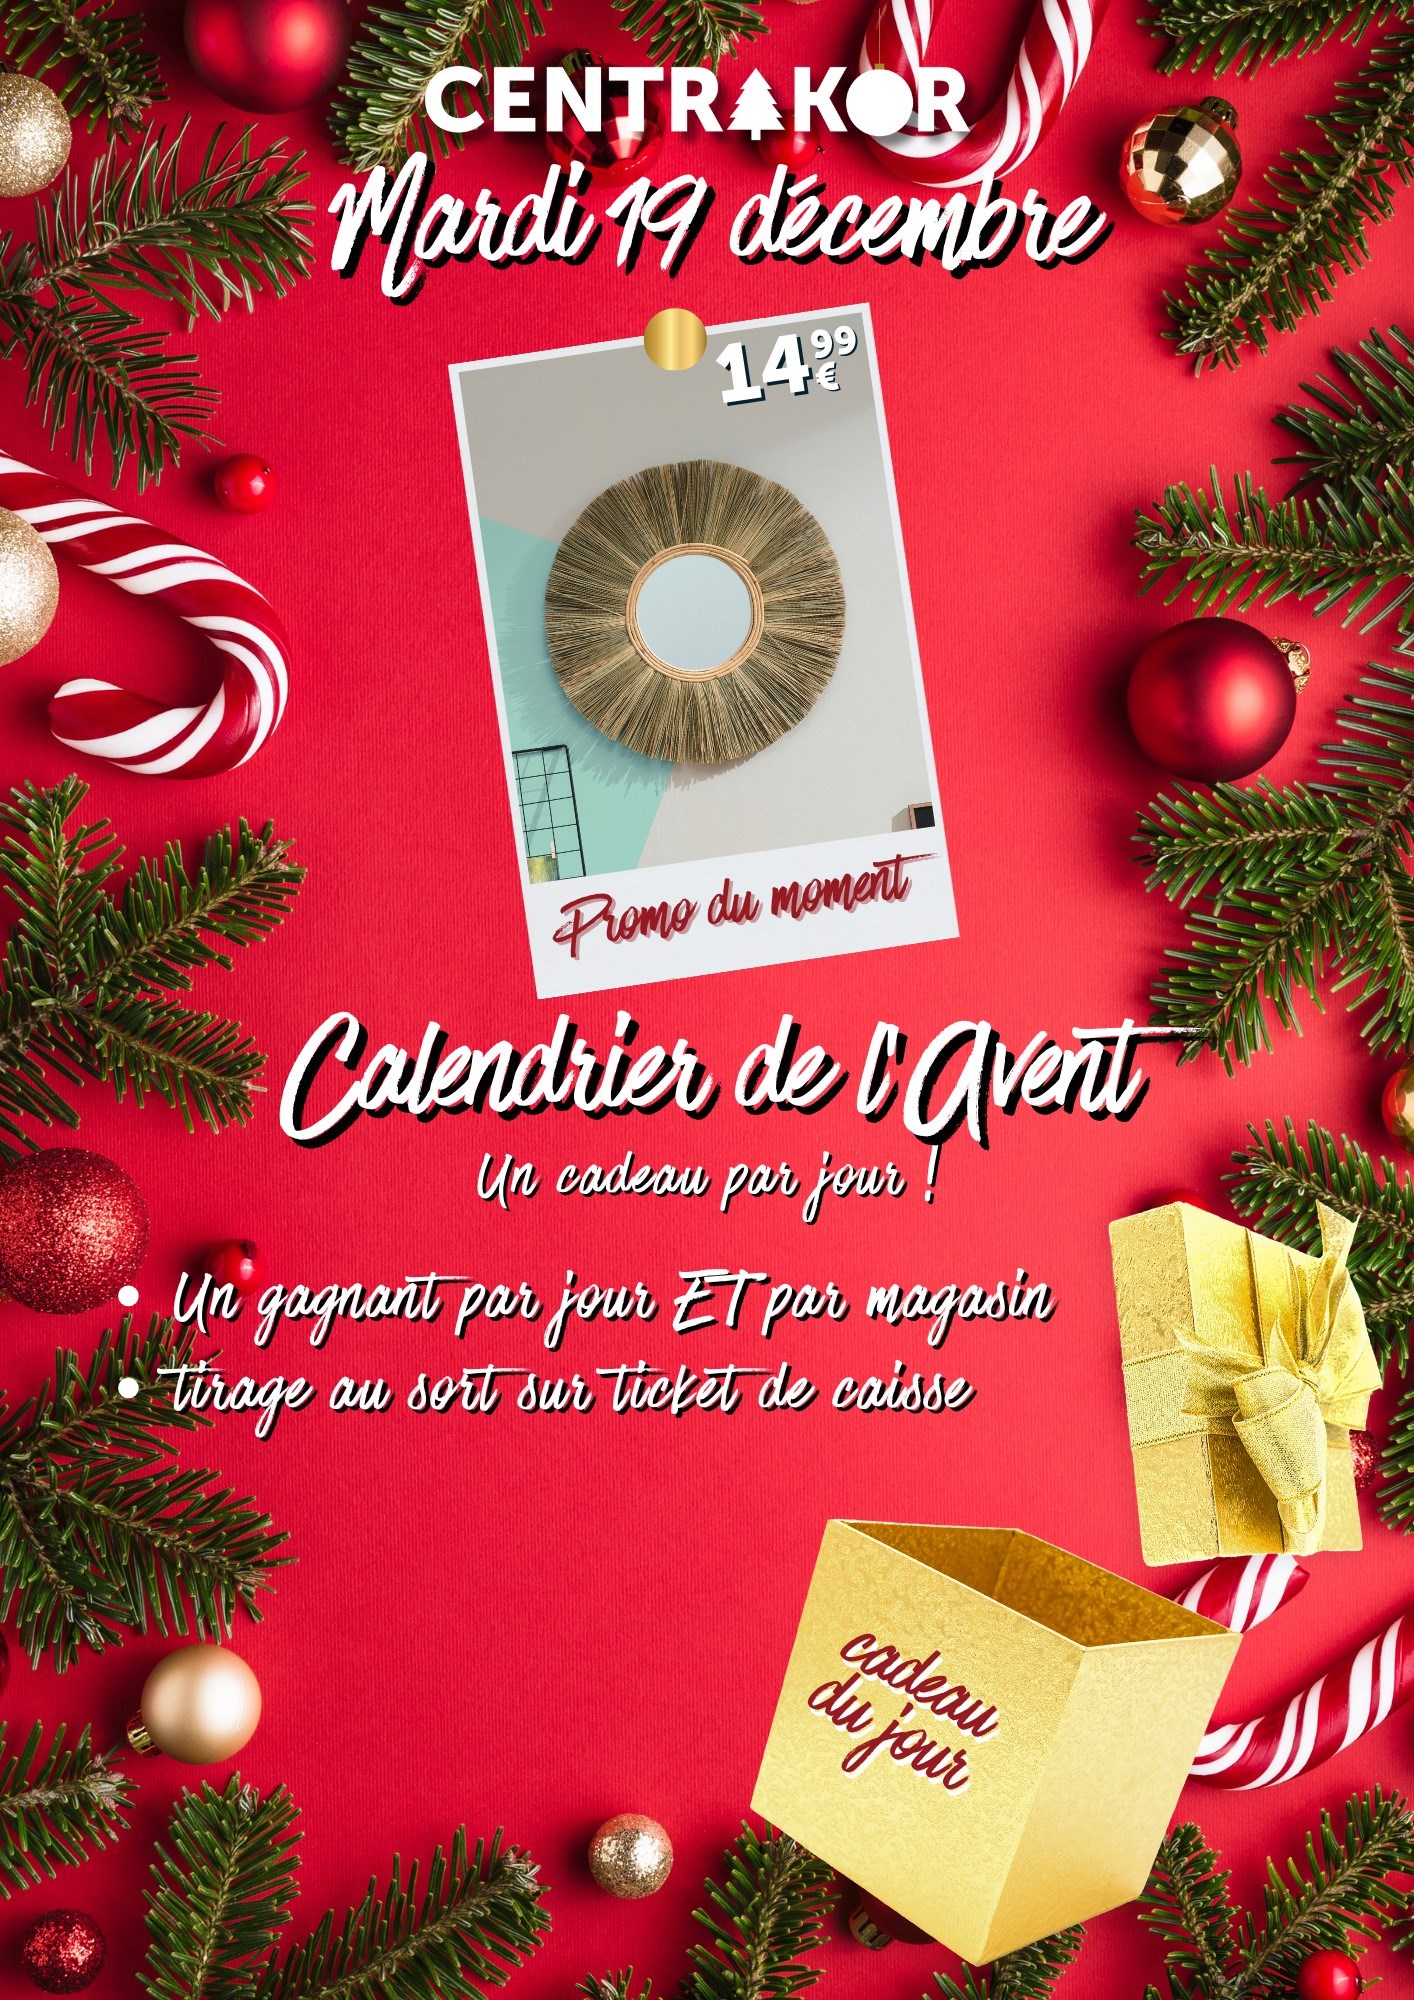 CENTRAKOR
Mardi 19 décembre
14€99
Promo du moment
Calendrier de l'Avent
Un cadeau par jour !
• Un gagnant par jour ET par magasin
• tirage au sort sur ticket de caisse
cadeau
du jour